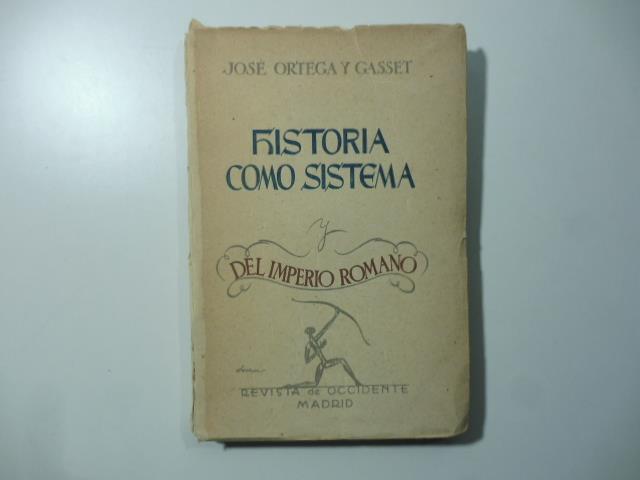 JOSÉ ORTEGA Y GASSET
HISTORIA
COMO SISTEMA
y
DEL IMPERIO ROMANO
REVISTA de OCCIDENTE
MADRID